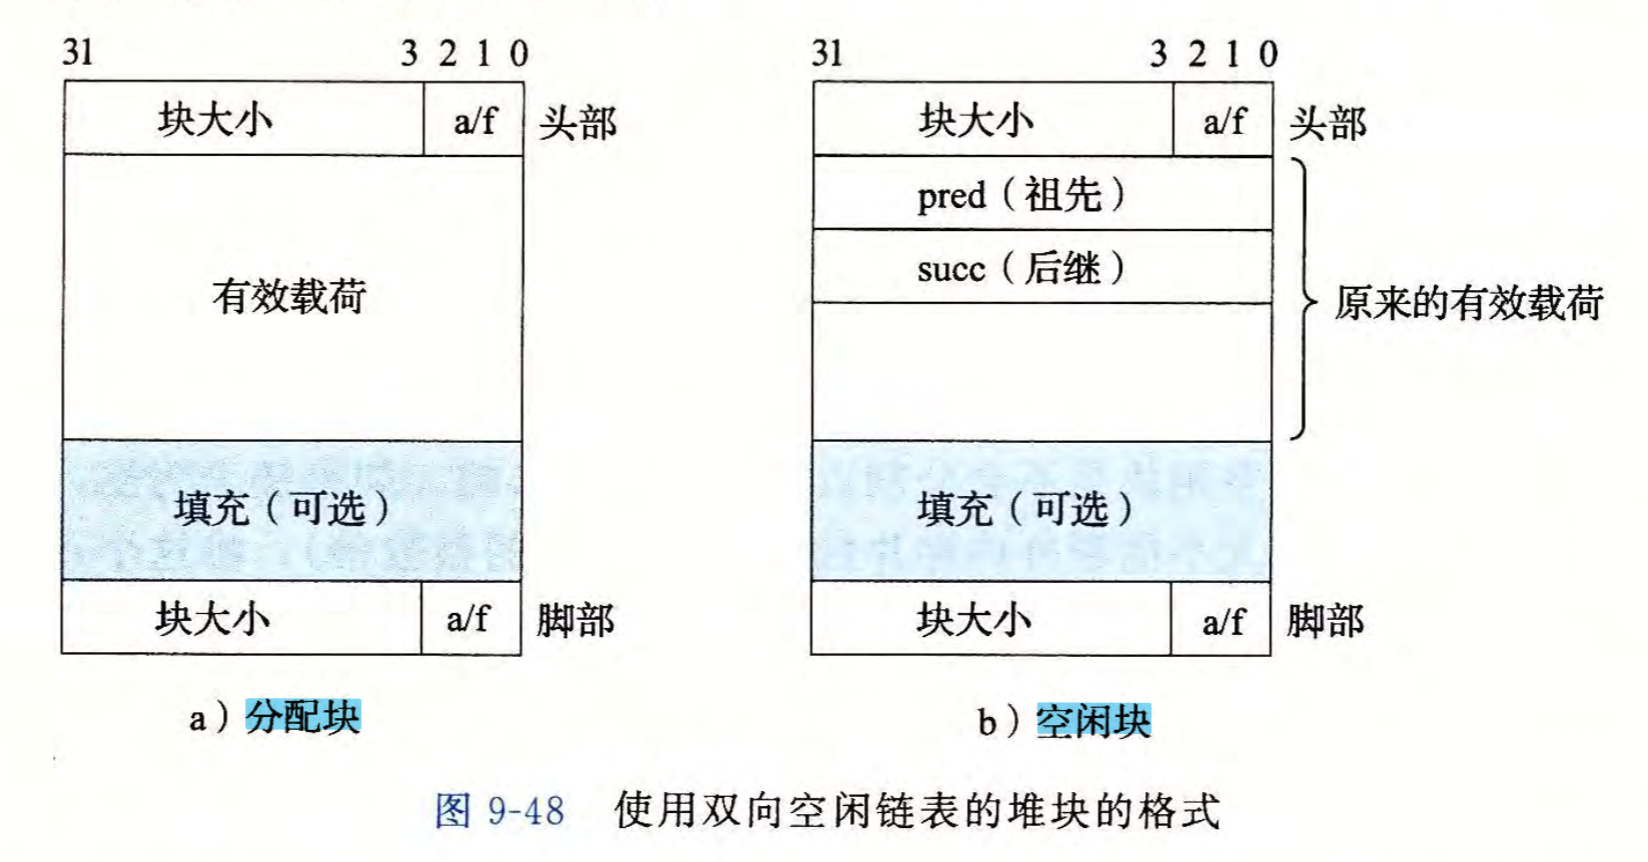 31 3 2 1 0
块大小 a/f 头部
有效载荷
填充（可选）
块大小 a/f 脚部
a）分配块
31 3 2 1 0
块大小 a/f 头部
pred（祖先）
succ（后继）
原来的有效载荷
填充（可选）
块大小 a/f 脚部
b）空闲块
图 9-48 使用双向空闲链表的堆块的格式